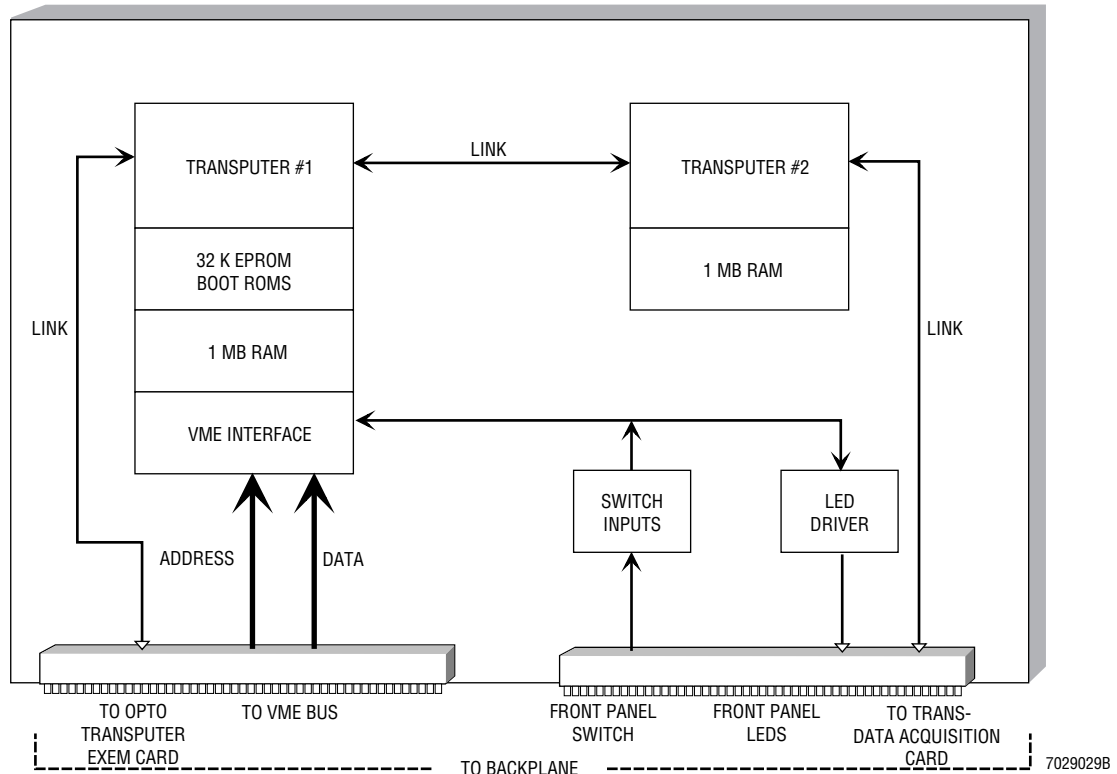 TRANSPUTER #1
LINK
TRANSPUTER #2
32 K EPROM
BOOT ROMS
1 MB RAM
LINK
LINK
1 MB RAM
VME INTERFACE
SWITCH
INPUTS
LED
DRIVER
ADDRESS
DATA
TO OPTO
TRANSPUTER
EXEM CARD
TO VME BUS
FRONT PANEL
SWITCH
FRONT PANEL
LEDS
TO TRANS-
DATA ACQUISITION
CARD
TO BACKPLANE
7029029B